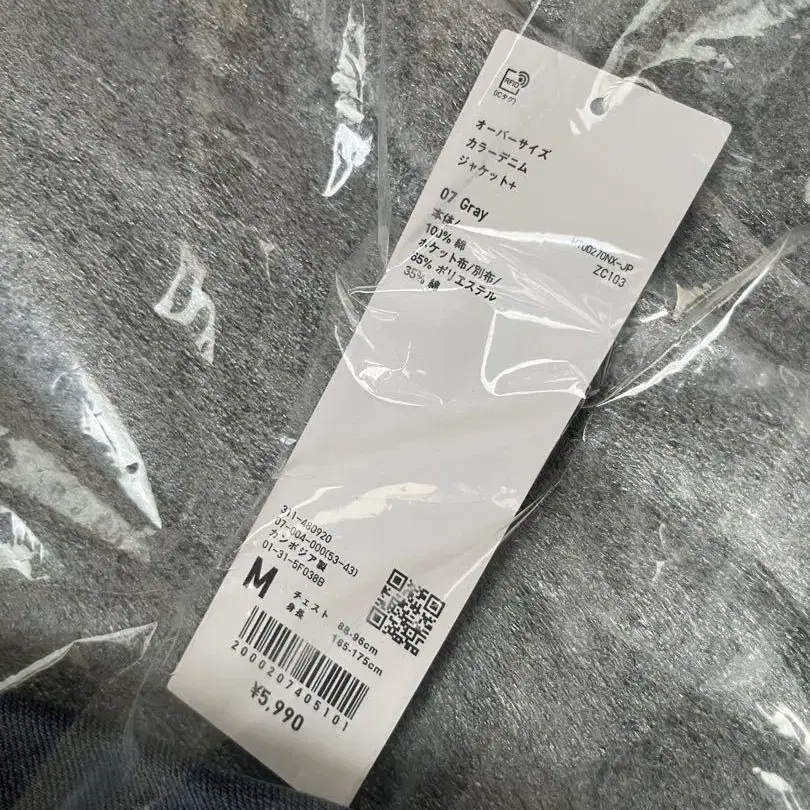 RFID
(ICタグ)
オーバーサイズ
カラーデニム
ジャケット+
07 Gray
本体/
100% 綿
ポケット布/別布/
65% ポリエステル
35% 綿
ZC103
311-480920
07-004-000(53-43)
カンボジア製
01-31-5F038B
M
チェスト 88-96cm
身長 165-175cm
2000207405101
¥5,990